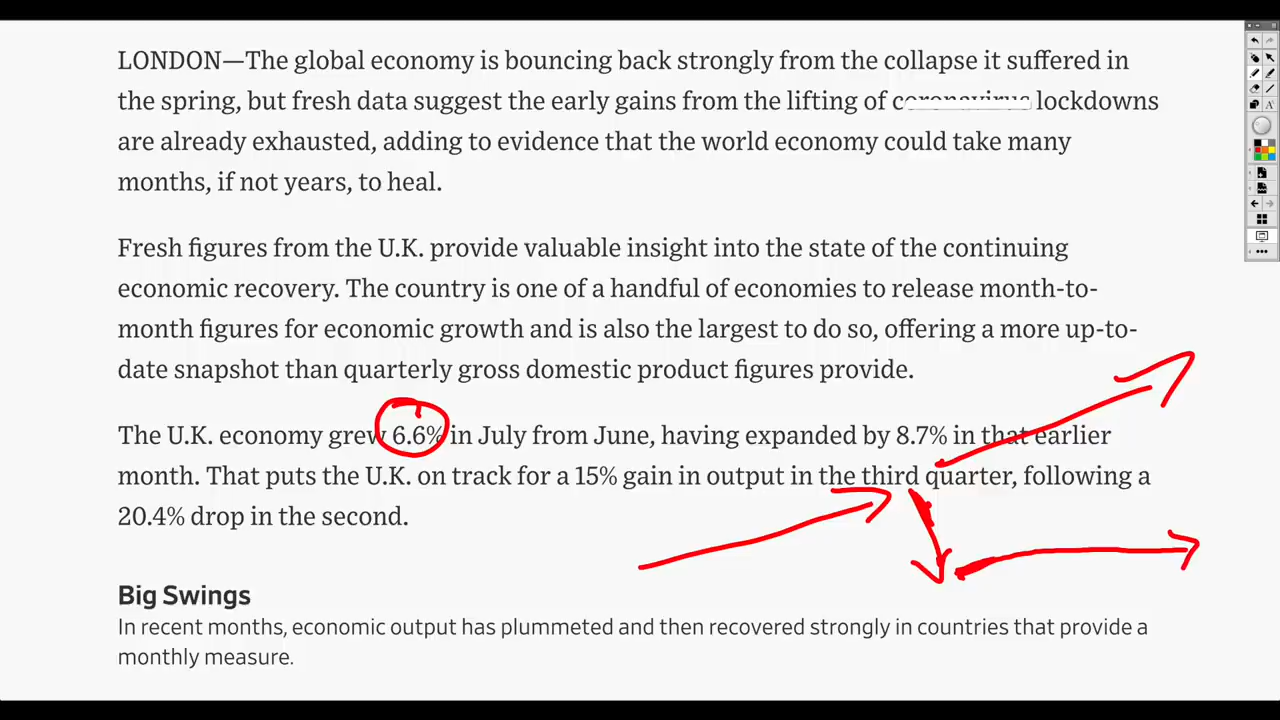 LONDON—The global economy is bouncing back strongly from the collapse it suffered in
the spring, but fresh data suggest the early gains from the lifting of coronavirus lockdowns
are already exhausted, adding to evidence that the world economy could take many
months, if not years, to heal.
Fresh figures from the U.K. provide valuable insight into the state of the continuing
economic recovery. The country is one of a handful of economies to release month-to-
month figures for economic growth and is also the largest to do so, offering a more up-to-
date snapshot than quarterly gross domestic product figures provide.
The U.K. economy grew 6.6% in July from June, having expanded by 8.7% in that earlier
month. That puts the U.K. on track for a 15% gain in output in the third quarter, following a
20.4% drop in the second.
Big Swings
In recent months, economic output has plummeted and then recovered strongly in countries that provide a
monthly measure.